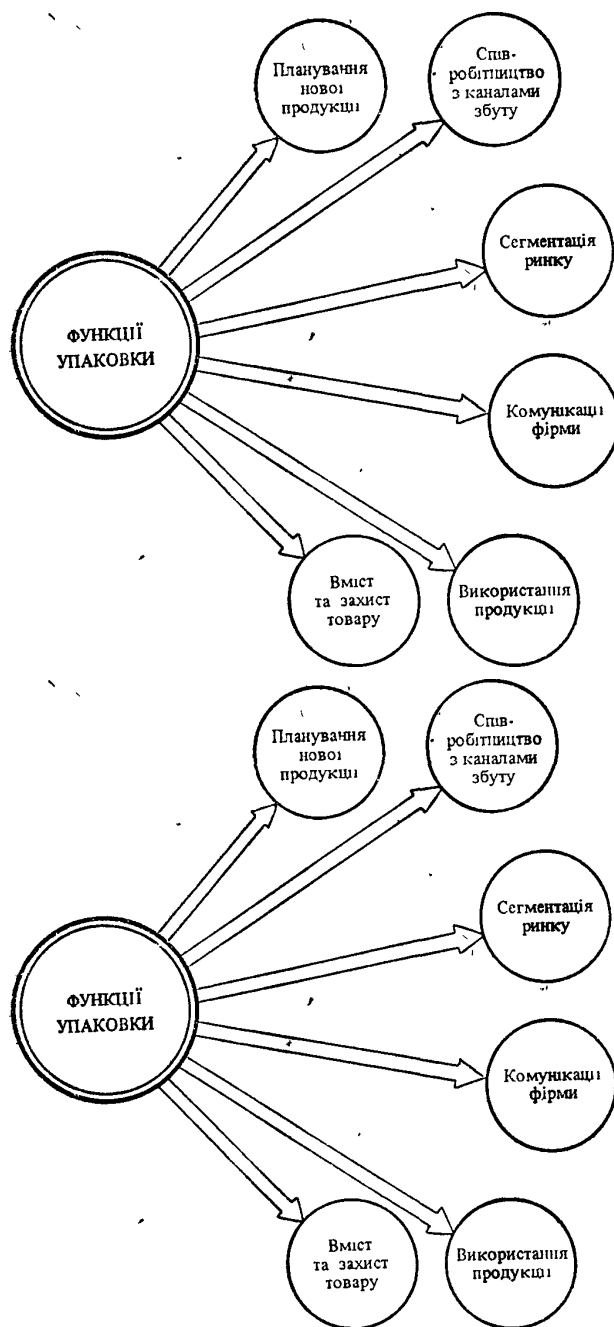 Планування
нової
продукції
Спів-
робітництво
з каналами
збуту
Сегментація
ринку
ФУНКЦІЇ
УПАКОВКИ
Комунікації
фірми
Вміст
та захист
товару
Використання
продукції
Планування
нової
продукції
Спів-
робітництво
з каналами
збуту
Сегментація
ринку
ФУНКЦІЇ
УПАКОВКИ
Комунікації
фірми
Вміст
та захист
товару
Використання
продукції